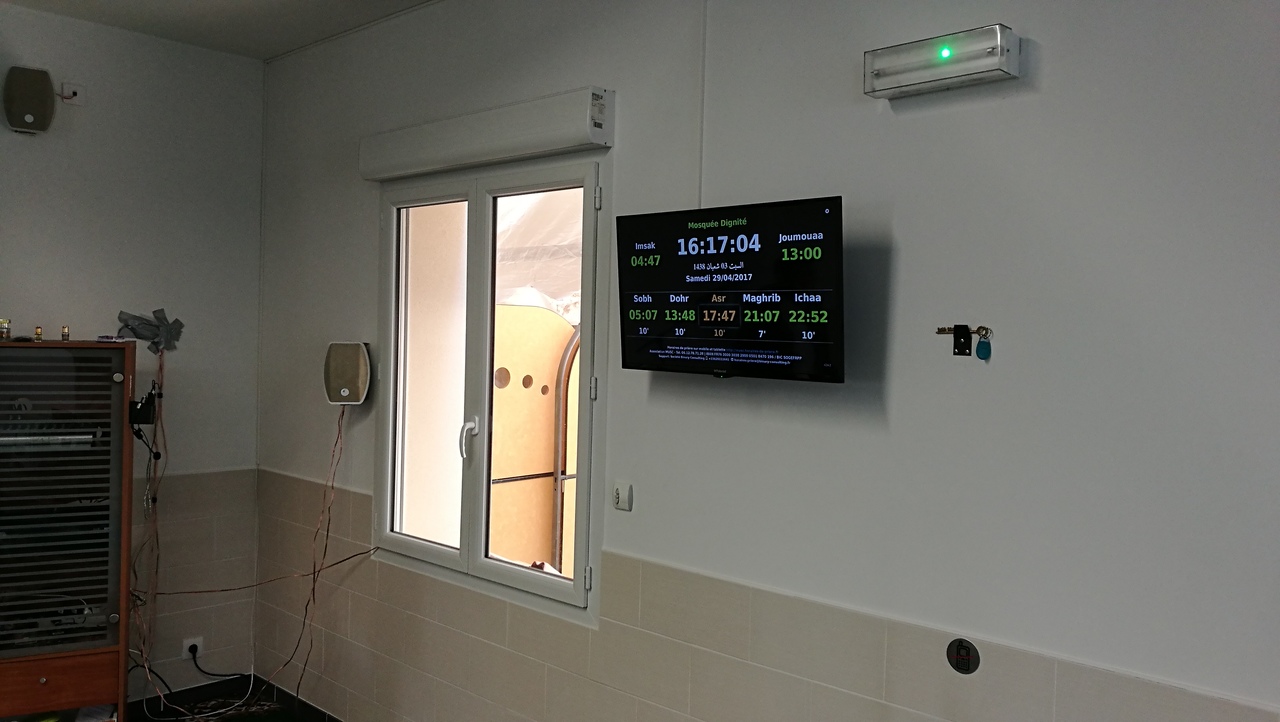 Mosquée Dignité
Imsak
04:47
16:17:04
Joumouaa
13:00
السبت 03 شعبان 1438
Samedi 29/04/2017
Sobh Dohr Asr Maghrib Ichaa
05:07 13:48 17:47 21:07 22:52
10' 10' 10' 7' 10'